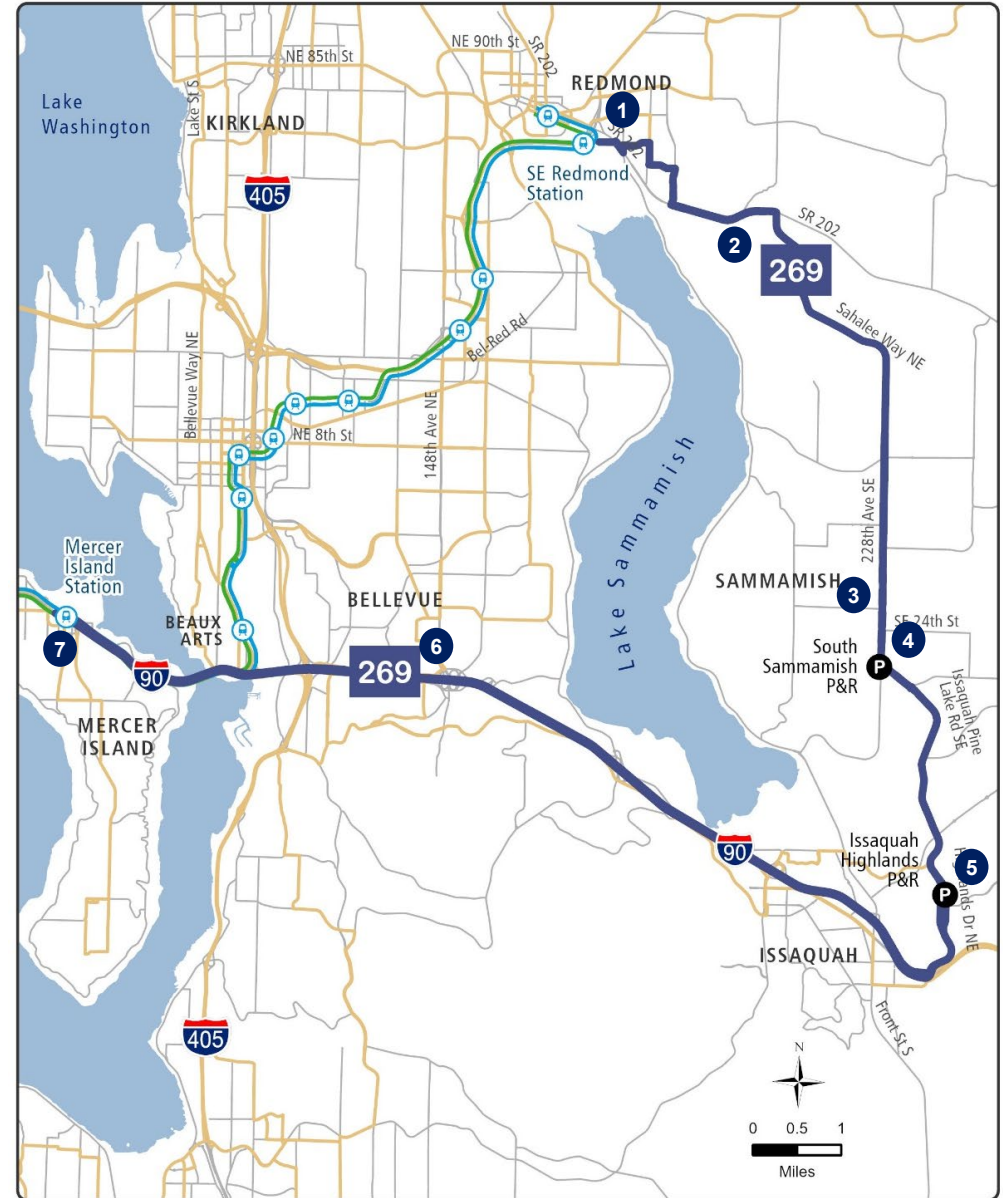 NE 90th St
SR 202
NE 85th St
REDMOND
1
Lake
Washington
Lake St S
KIRKLAND
SR 202
405
SE Redmond
Station
2
SR 202
269
Sahalee Way NE
Bel-Red Rd
Bellevue Way NE
NE 8th St
148th Ave NE
Lake Sammamish
228th Ave SE
Mercer
Island
Station
7
BEAUX
ARTS
BELLEVUE
6
SAMMAMISH
3
SE 24th St
4
South
Sammamish
P&R
P
Issaquah Pine
Lake Rd SE
90
269
MERCER
ISLAND
90
Issaquah
Highlands
P&R
5
P
Highlands Dr NE
ISSAQUAH
Front St S
405
N
0 0.5 1
Miles